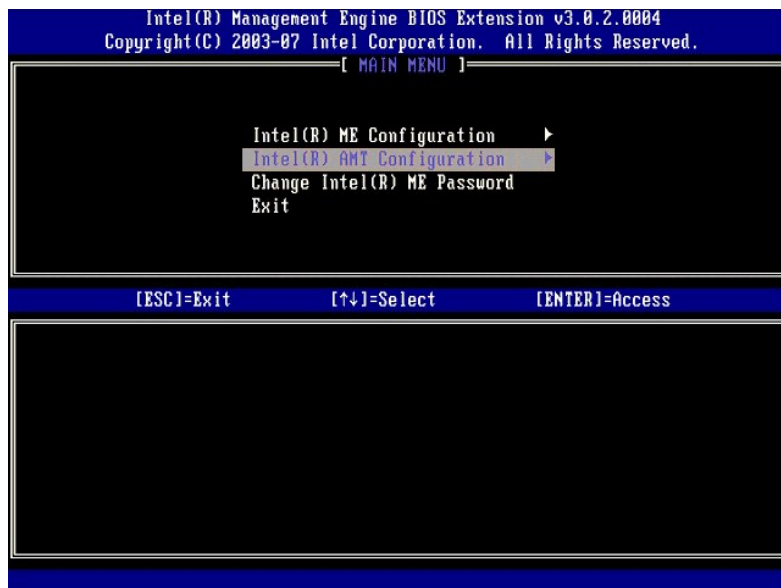 Intel(R) Management Engine BIOS Extension v3.0.2.0004
Copyright(C) 2003-07 Intel Corporation. All Rights Reserved.
[ MAIN MENU ]
Intel(R) ME Configuration ►
Intel(R) AMT Configuration ►
Change Intel(R) ME Password
Exit
[ESC]=Exit [↑↓]=Select [ENTER]=Access